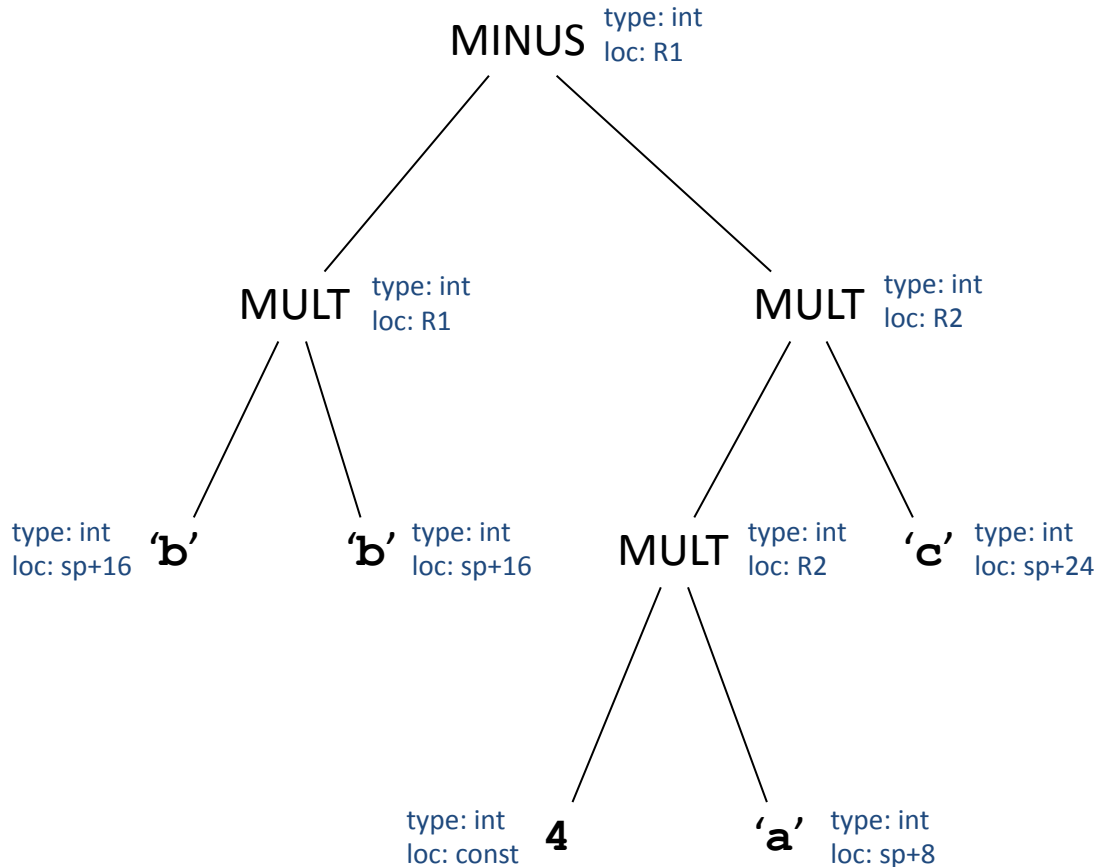 MINUS
type: int
loc: R1
MULT
type: int
loc: R1
MULT
type: int
loc: R2
type: int
loc: sp+16
‘b’
‘b’
type: int
loc: sp+16
MULT
type: int
loc: R2
‘c’
type: int
loc: sp+24
type: int
loc: const
4
‘a’
type: int
loc: sp+8